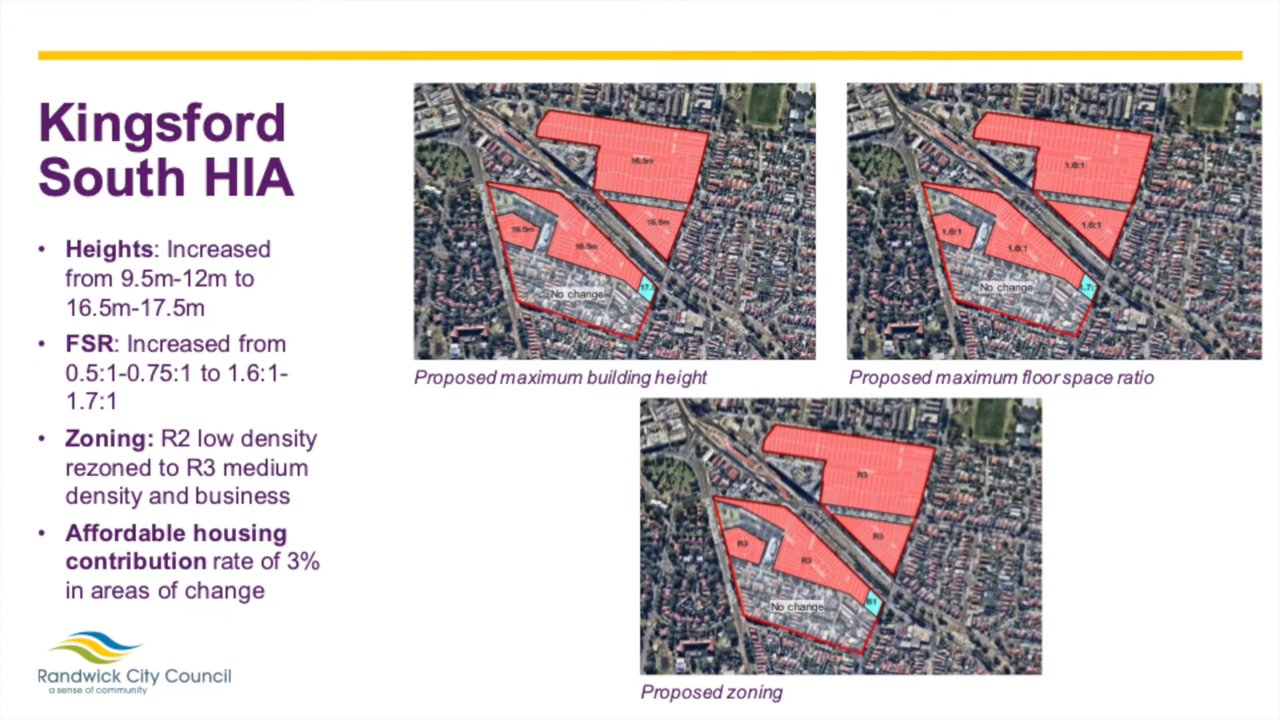 Kingsford
South HIA
• Heights: Increased
from 9.5m-12m to
16.5m-17.5m
• FSR: Increased from
0.5:1-0.75:1 to 1.6:1-
1.7:1
• Zoning: R2 low density
rezoned to R3 medium
density and business
• Affordable housing
contribution rate of 3%
in areas of change
Randwick City Council
a sense of community
16.5m
16.5m
16.5m
16.5m
17.
No change
Proposed maximum building height
1.6:1
1.6:1
1.6:1
1.6:1
1.7:
No change
Proposed maximum floor space ratio
R3
R3
R3
R3
B1
No change
Proposed zoning